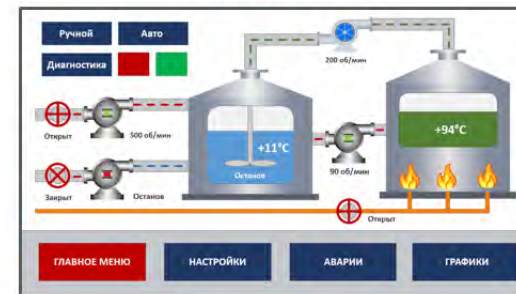 Ручной
Авто
Диагностика
200 об/мин
Открыт
500 об/мин
+11°C
+94°C
Закрыт
Останов
Останов
90 об/мин
Открыт
ГЛАВНОЕ МЕНЮ
НАСТРОЙКИ
АВАРИИ
ГРАФИКИ